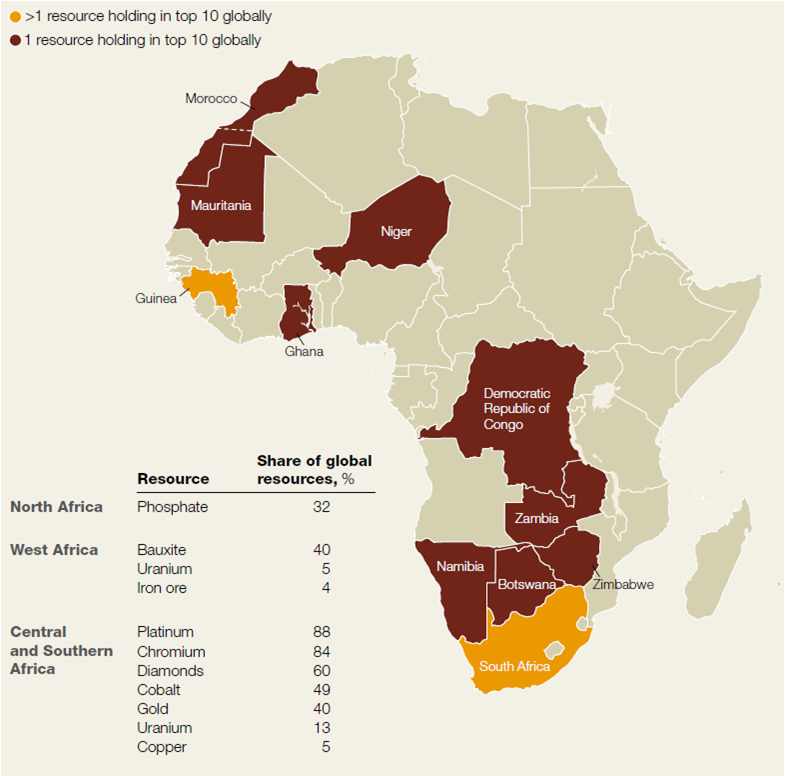 >1 resource holding in top 10 globally
1 resource holding in top 10 globally
Morocco
Mauritania
Niger
Guinea
Ghana
Democratic
Republic of
Congo
Zambia
Namibia
Botswana
Zimbabwe
South Africa
Resource Share of global
resources, %
North Africa Phosphate 32
West Africa Bauxite 40
Uranium 5
Iron ore 4
Central Platinum 88
and Southern Chromium 84
Africa Diamonds 60
Cobalt 49
Gold 40
Uranium 13
Copper 5